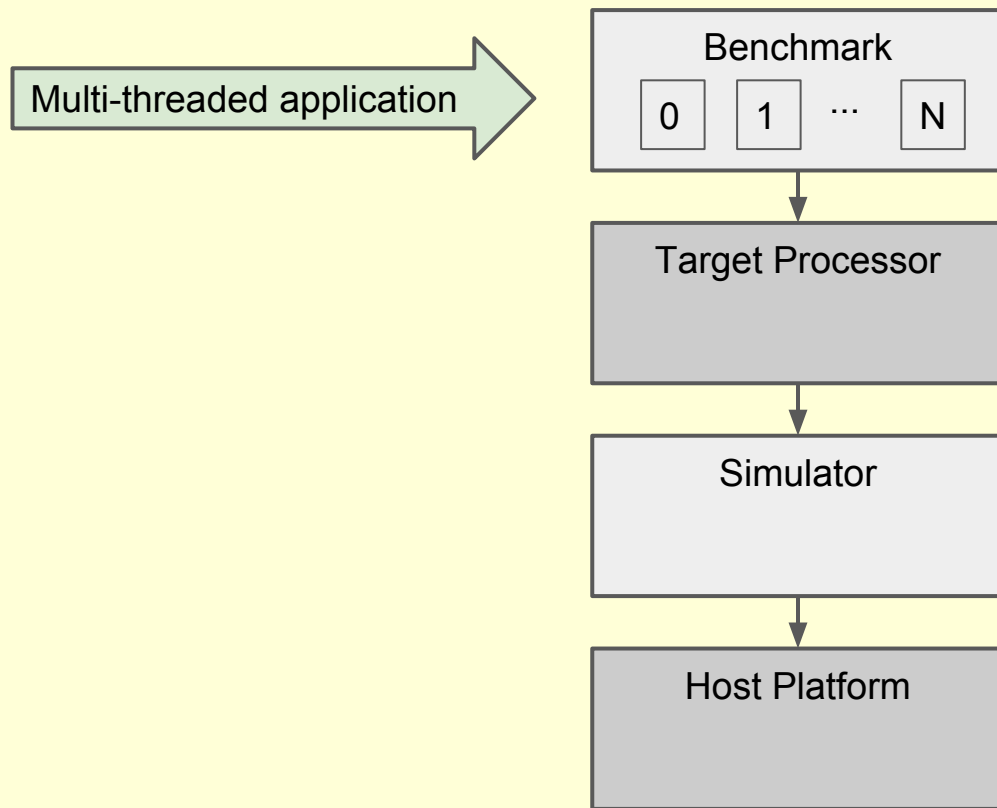 Multi-threaded application
Benchmark
0 1 ... N
Target Processor
Simulator
Host Platform